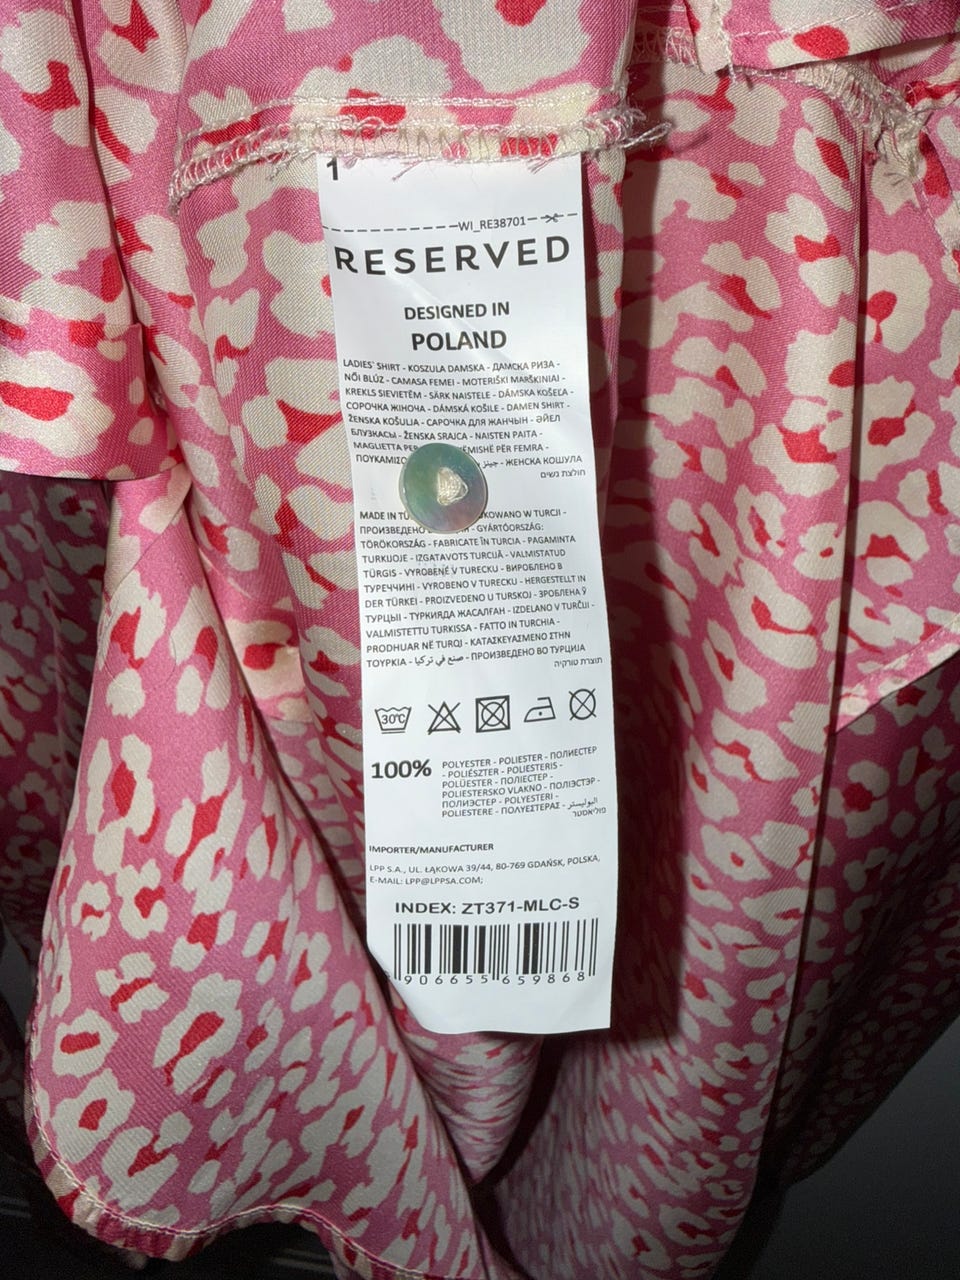 1
WI_RE38701
RESERVED
DESIGNED IN
POLAND
LADIES' SHIRT - KOSZULA DAMSKA - ДАМСКА РИЗА -
NŐI BLÚZ - CAMASA FEMEI - MOTERIŠKI MARŠKINIAI -
KREKLS SIEVIETĒM - SÄRK NAISTELE - DÁMSKA KOŠEĽA -
СОРОЧКА ЖІНОЧА - DÁMSKÁ KOŠILE - DAMEN SHIRT -
ŽENSKA KOŠULJA - САРОЧКА ДЛЯ ЖАНЧЫН - ӘЙЕЛ
БЛУЗКАСЫ - ŽENSKA SRAJCA - NAISTEN PAITA -
MAGLIETTA PER KËMISHË PËR FEMRA -
- ЖЕНСКА КОШУЛА
חולצת נשים
MADE IN - WYPRODUKOWANO W TURCJI -
ПРОИЗВЕДЕНО - GYÁRTÓORSZÁG:
TÖRÖKORSZÁG - FABRICATE ÎN TURCIA - PAGAMINTA
TURKIJOJE - IZGATAVOTS TURCIJĀ - VALMISTATUD
TÜRGIS - VYROBENÉ V TURECKU - ВИРОБЛЕНО В
ТУРЕЧЧИНІ - VYROBENO V TURECKU - HERGESTELLT IN
DER TÜRKEI - PROIZVEDENO U TURSKOJ - ЗРОБЛЕНА Ў
ТУРЦЫІ - ТҮРКИЯДА ЖАСАЛҒАН - IZDELANO V TURČIJI -
VALMISTETTU TURKISSA - FATTO IN TURCHIA -
PRODHUAR NË TURQI - ΚΑΤΑΣΚΕΥΑΣΜΕΝΟ ΣΤΗΝ
ΤΟΥΡΚΙΑ - صنع في تركيا - ПРОИЗВЕДЕНО ВО ТУРЦИЈА
תוצרת טורקיה
30°C
100% POLYESTER - POLIESTER - ПОЛИЕСТЕР
- POLIÉSZTER - POLIESTERIS -
POLÜESTER - ПОЛІЕСТЕР -
POLIESTERSKO VLAKNO - ПОЛІЭСТЭР -
ПОЛИЭСТЕР - POLYESTERI -
POLIESTERE - ΠΟΛΥΕΣΤΕΡΑΣ - البوليستر
פוליאסטר
IMPORTER/MANUFACTURER
LPP S.A., UL. ŁĄKOWA 39/44, 80-769 GDAŃSK, POLSKA,
E-MAIL: LPP@LPPSA.COM;
INDEX: ZT371-MLC-S
906655 659868